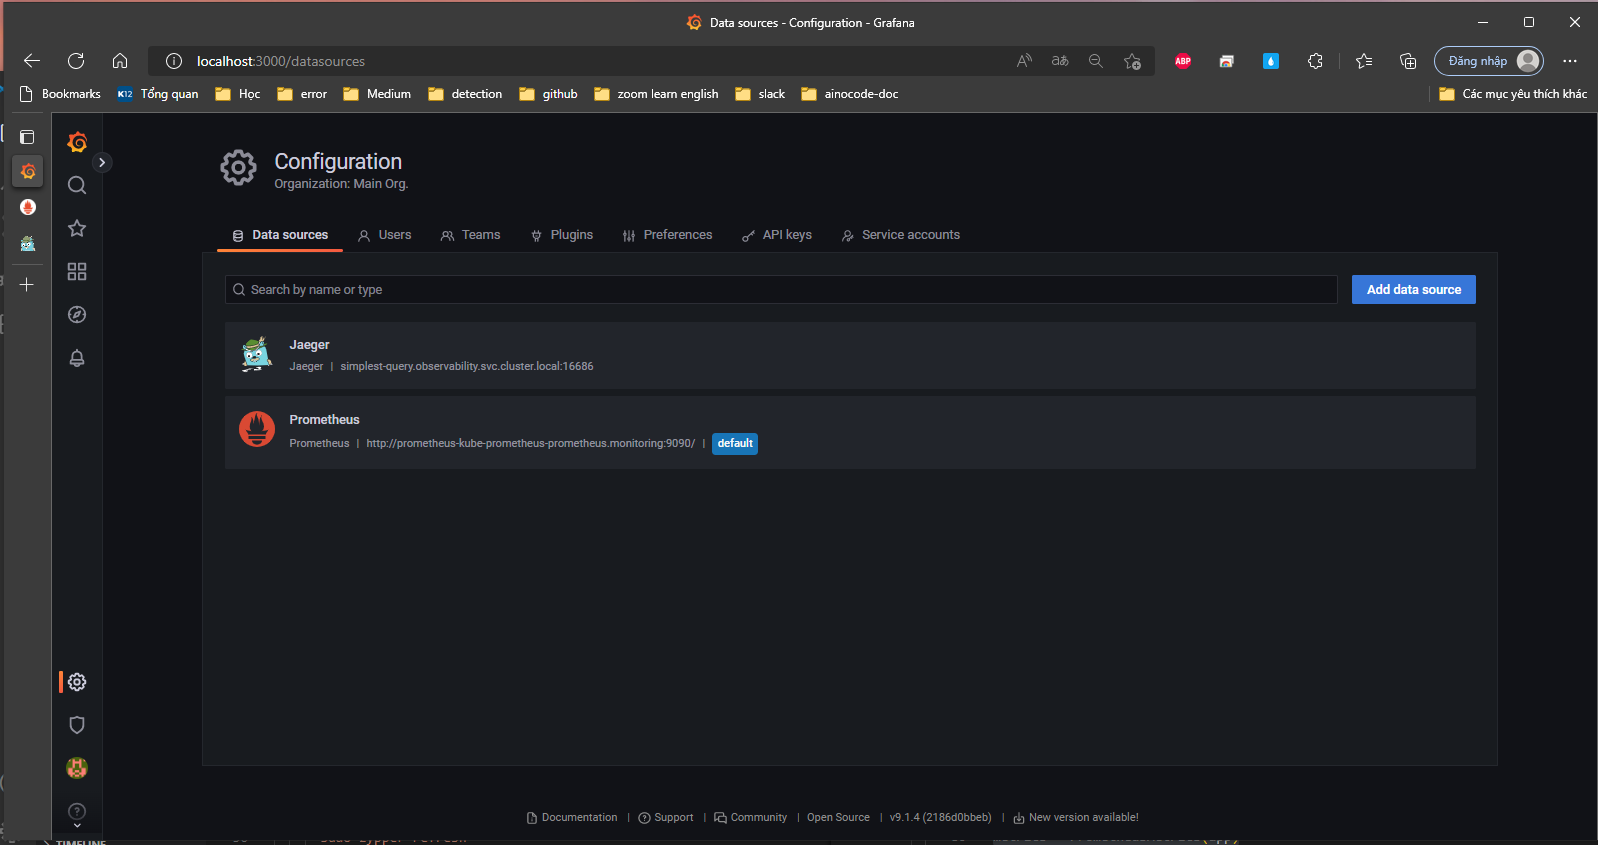 Data sources - Configuration - Grafana
localhost:3000/datasources
A
aあ
ABP
Đăng nhập
Bookmarks
K12
Tổng quan
Học
error
Medium
detection
github
zoom learn english
slack
ainocode-doc
Các mục yêu thích khác
Configuration
Organization: Main Org.
Data sources
Users
Teams
Plugins
Preferences
API keys
Service accounts
Search by name or type
Add data source
Jaeger
Jaeger | simplest-query.observability.svc.cluster.local:16686
Prometheus
Prometheus | http://prometheus-kube-prometheus-prometheus.monitoring:9090/ | default
Documentation | Support | Community | Open Source | v9.1.4 (2186d0bbeb) | New version available!
TIMELINE